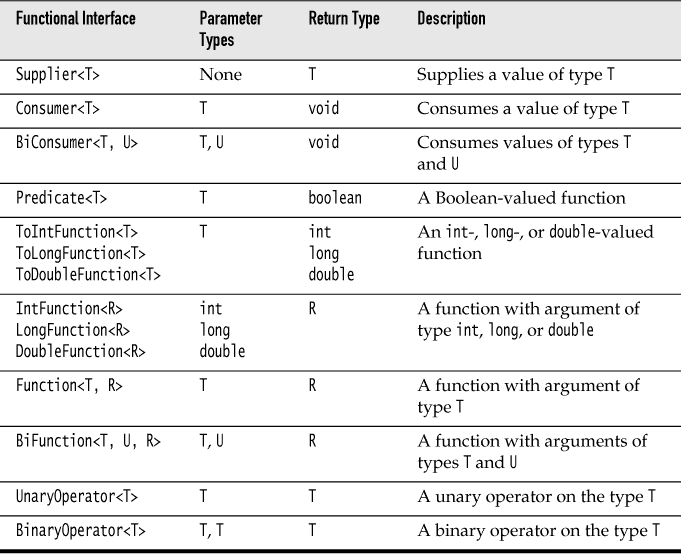 Functional Interface Parameter Types Return Type Description
Supplier<T> None T Supplies a value of type T
Consumer<T> T void Consumes a value of type T
BiConsumer<T, U> T, U void Consumes values of types T
and U
Predicate<T> T boolean A Boolean-valued function
ToIntFunction<T> T int An int-, long-, or double-valued
ToLongFunction<T> long function
ToDoubleFunction<T> double
IntFunction<R> int R A function with argument of
LongFunction<R> long type int, long, or double
DoubleFunction<R> double
Function<T, R> T R A function with argument of
type T
BiFunction<T, U, R> T, U R A function with arguments of
types T and U
UnaryOperator<T> T T A unary operator on the type T
BinaryOperator<T> T, T T A binary operator on the type T